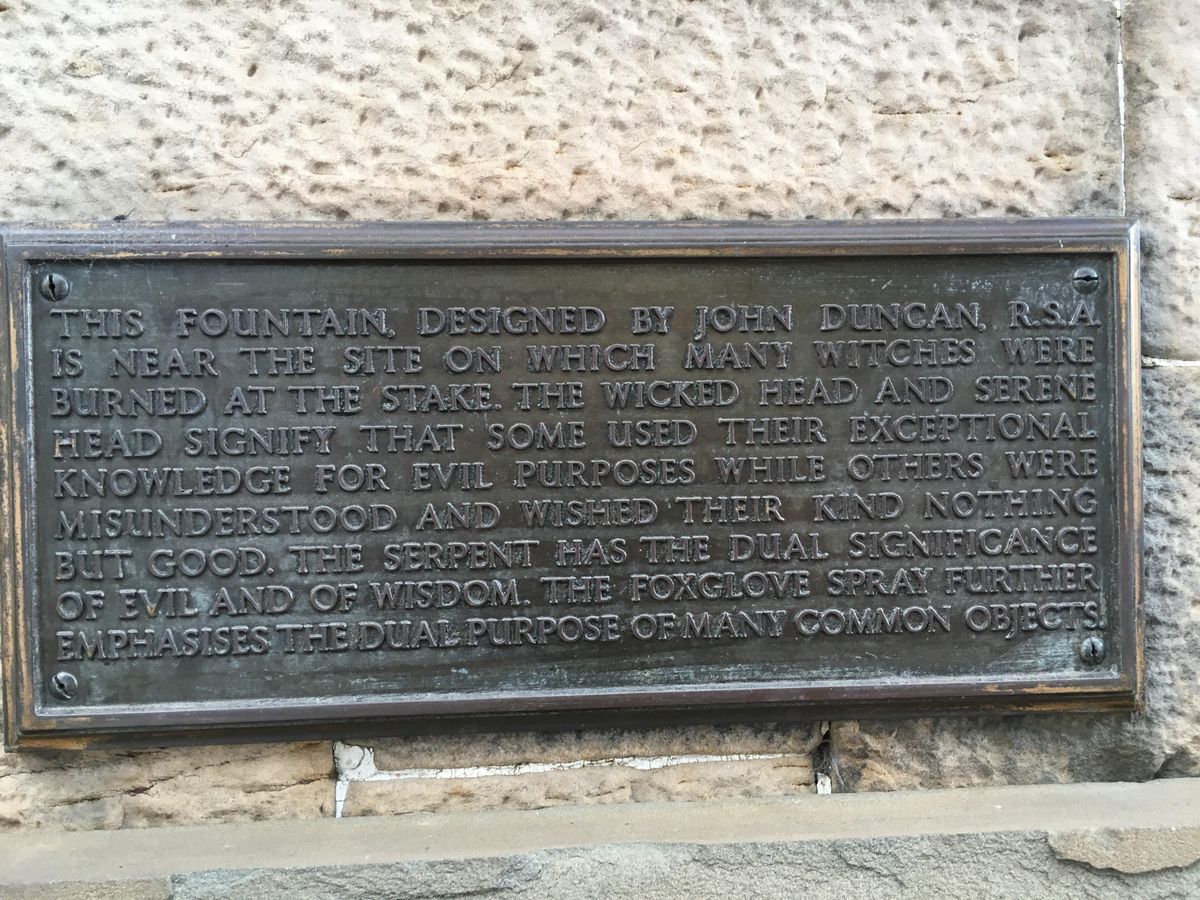 THIS FOUNTAIN, DESIGNED BY JOHN DUNCAN, R.S.A.
IS NEAR THE SITE ON WHICH MANY WITCHES WERE
BURNED AT THE STAKE. THE WICKED HEAD AND SERENE
HEAD SIGNIFY THAT SOME USED THEIR EXCEPTIONAL
KNOWLEDGE FOR EVIL PURPOSES WHILE OTHERS WERE
MISUNDERSTOOD AND WISHED THEIR KIND NOTHING
BUT GOOD. THE SERPENT HAS THE DUAL SIGNIFICANCE
OF EVIL AND OF WISDOM. THE FOXGLOVE SPRAY FURTHER
EMPHASISES THE DUAL PURPOSE OF MANY COMMON OBJECTS.